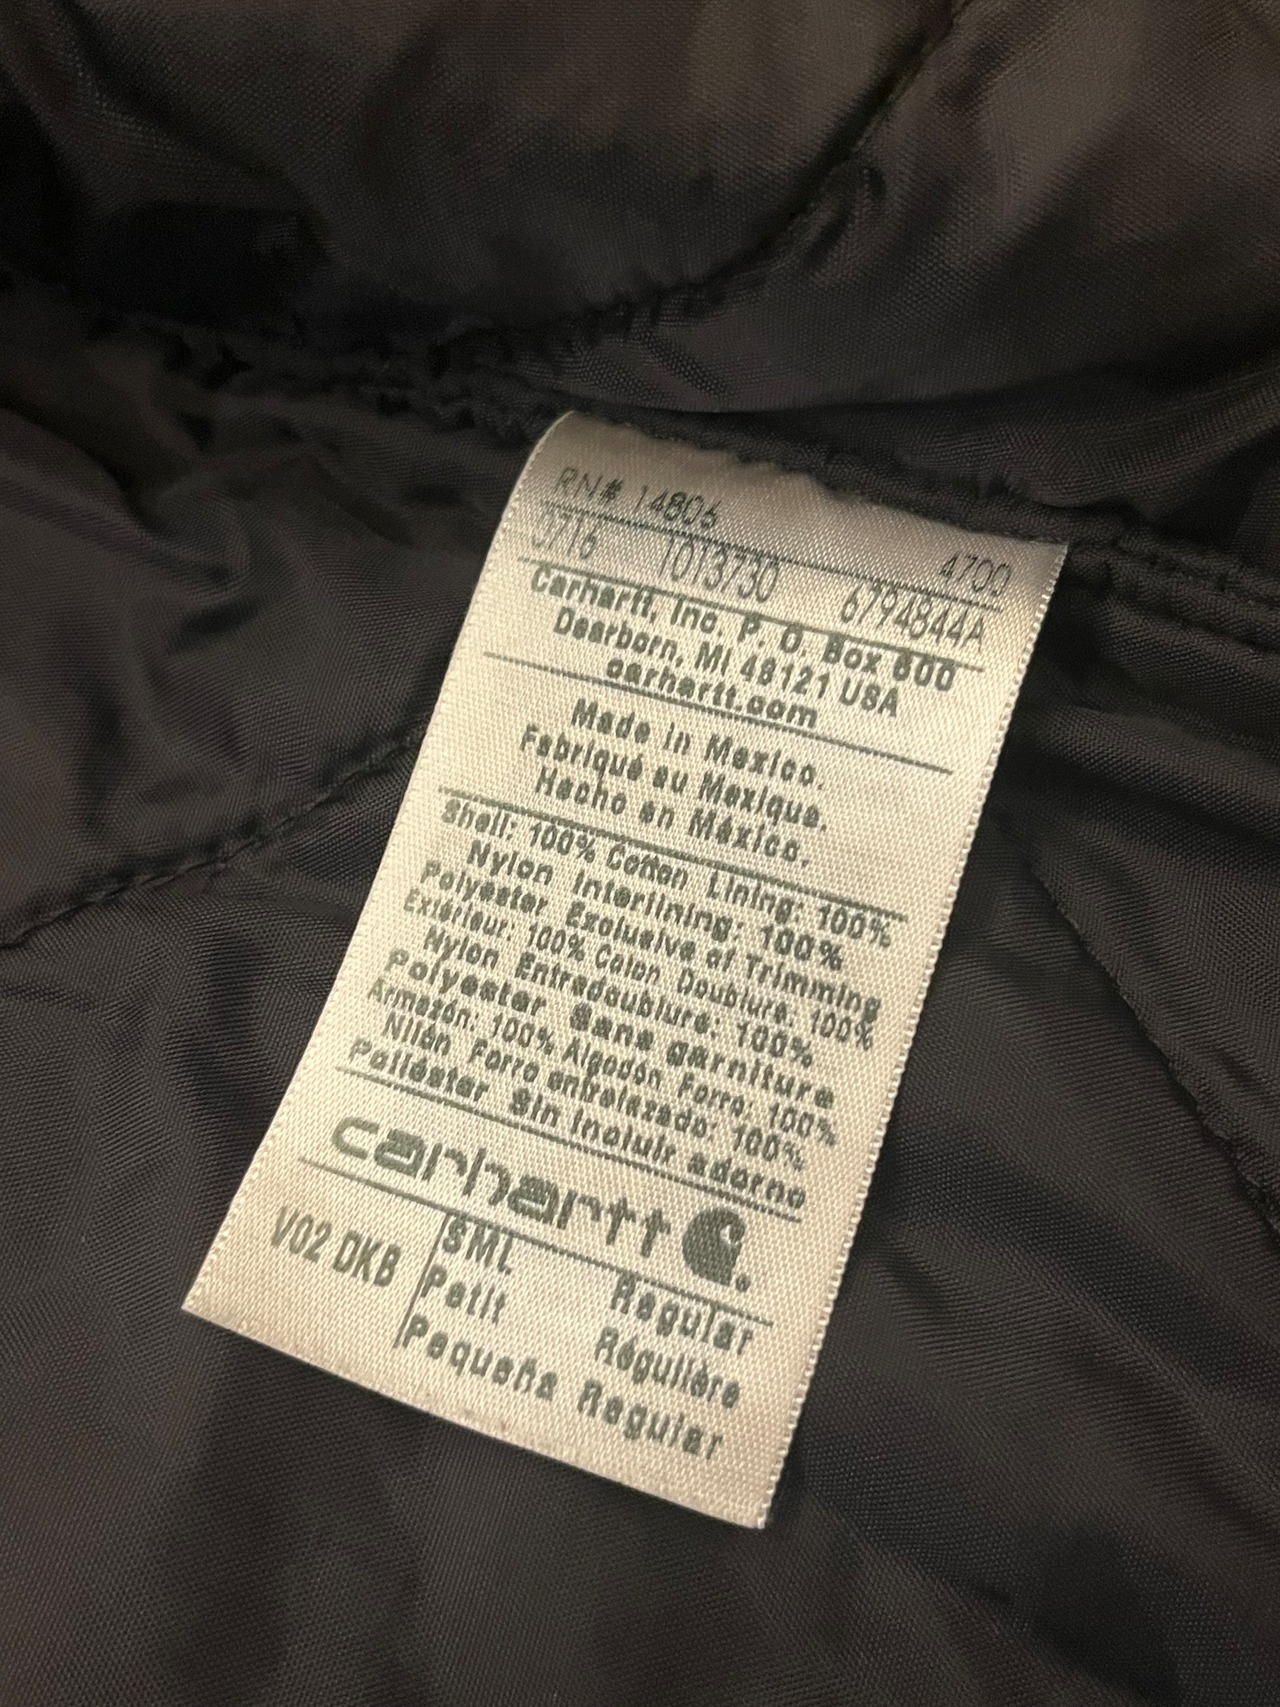 RN# 14806
4700
3/16 1013730 6794844A
Carhartt, Inc. P. O. Box 600
Dearborn, MI 48121 USA
carhartt.com
Made in Mexico.
Fabriqué au Mexique.
Hecho en México.
Shell: 100% Cotton Lining: 100%
Nylon Interlining: 100%
Polyester Exclusive of Trimming
Extérieur: 100% Coton Doublure: 100%
Nylon Entredoublure: 100%
Polyester Sans garniture
Armazón: 100% Algodón Forro: 100%
Nilón Forro entrelazado: 100%
Poliéster Sin incluir adorno
carhartt
V02 DKB
SML Regular
Petit Régulière
Pequeña Regular